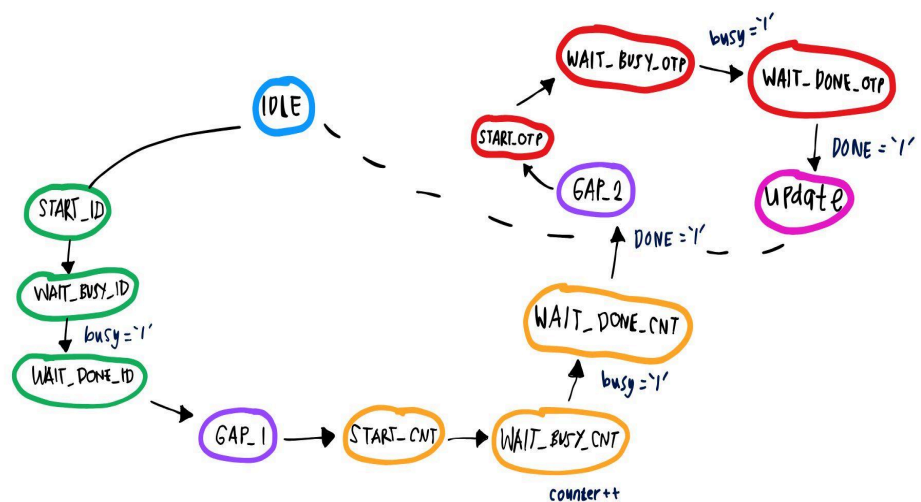 IDLE
START_ID
WAIT_BUSY_ID
busy='1'
WAIT_DONE_ID
GAP_1
START_CNT
WAIT_BUSY_CNT
counter++
busy='1'
WAIT_DONE_CNT
DONE='1'
GAP_2
START_OTP
WAIT_BUSY_OTP
busy='1'
WAIT_DONE_OTP
DONE='1'
update